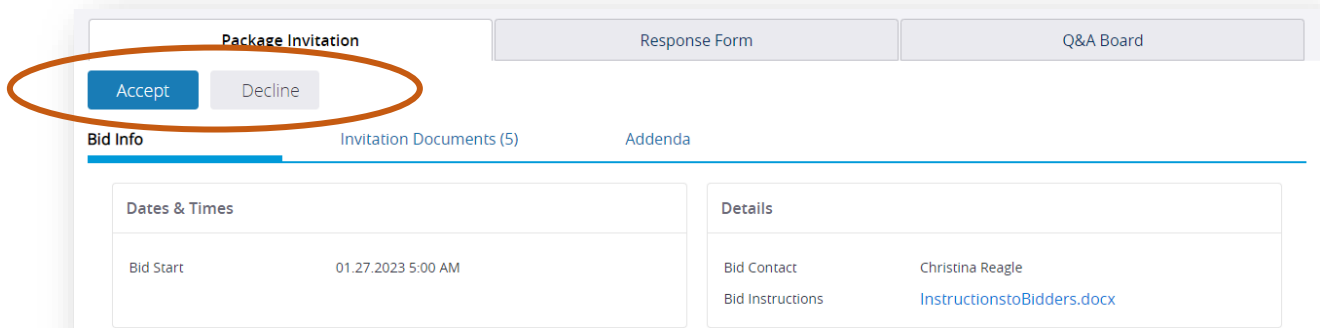 Package Invitation Response Form Q&A Board
Accept Decline
Bid Info Invitation Documents (5) Addenda
Dates & Times
Bid Start 01.27.2023 5:00 AM
Details
Bid Contact Christina Reagle
Bid Instructions InstructionstoBidders.docx